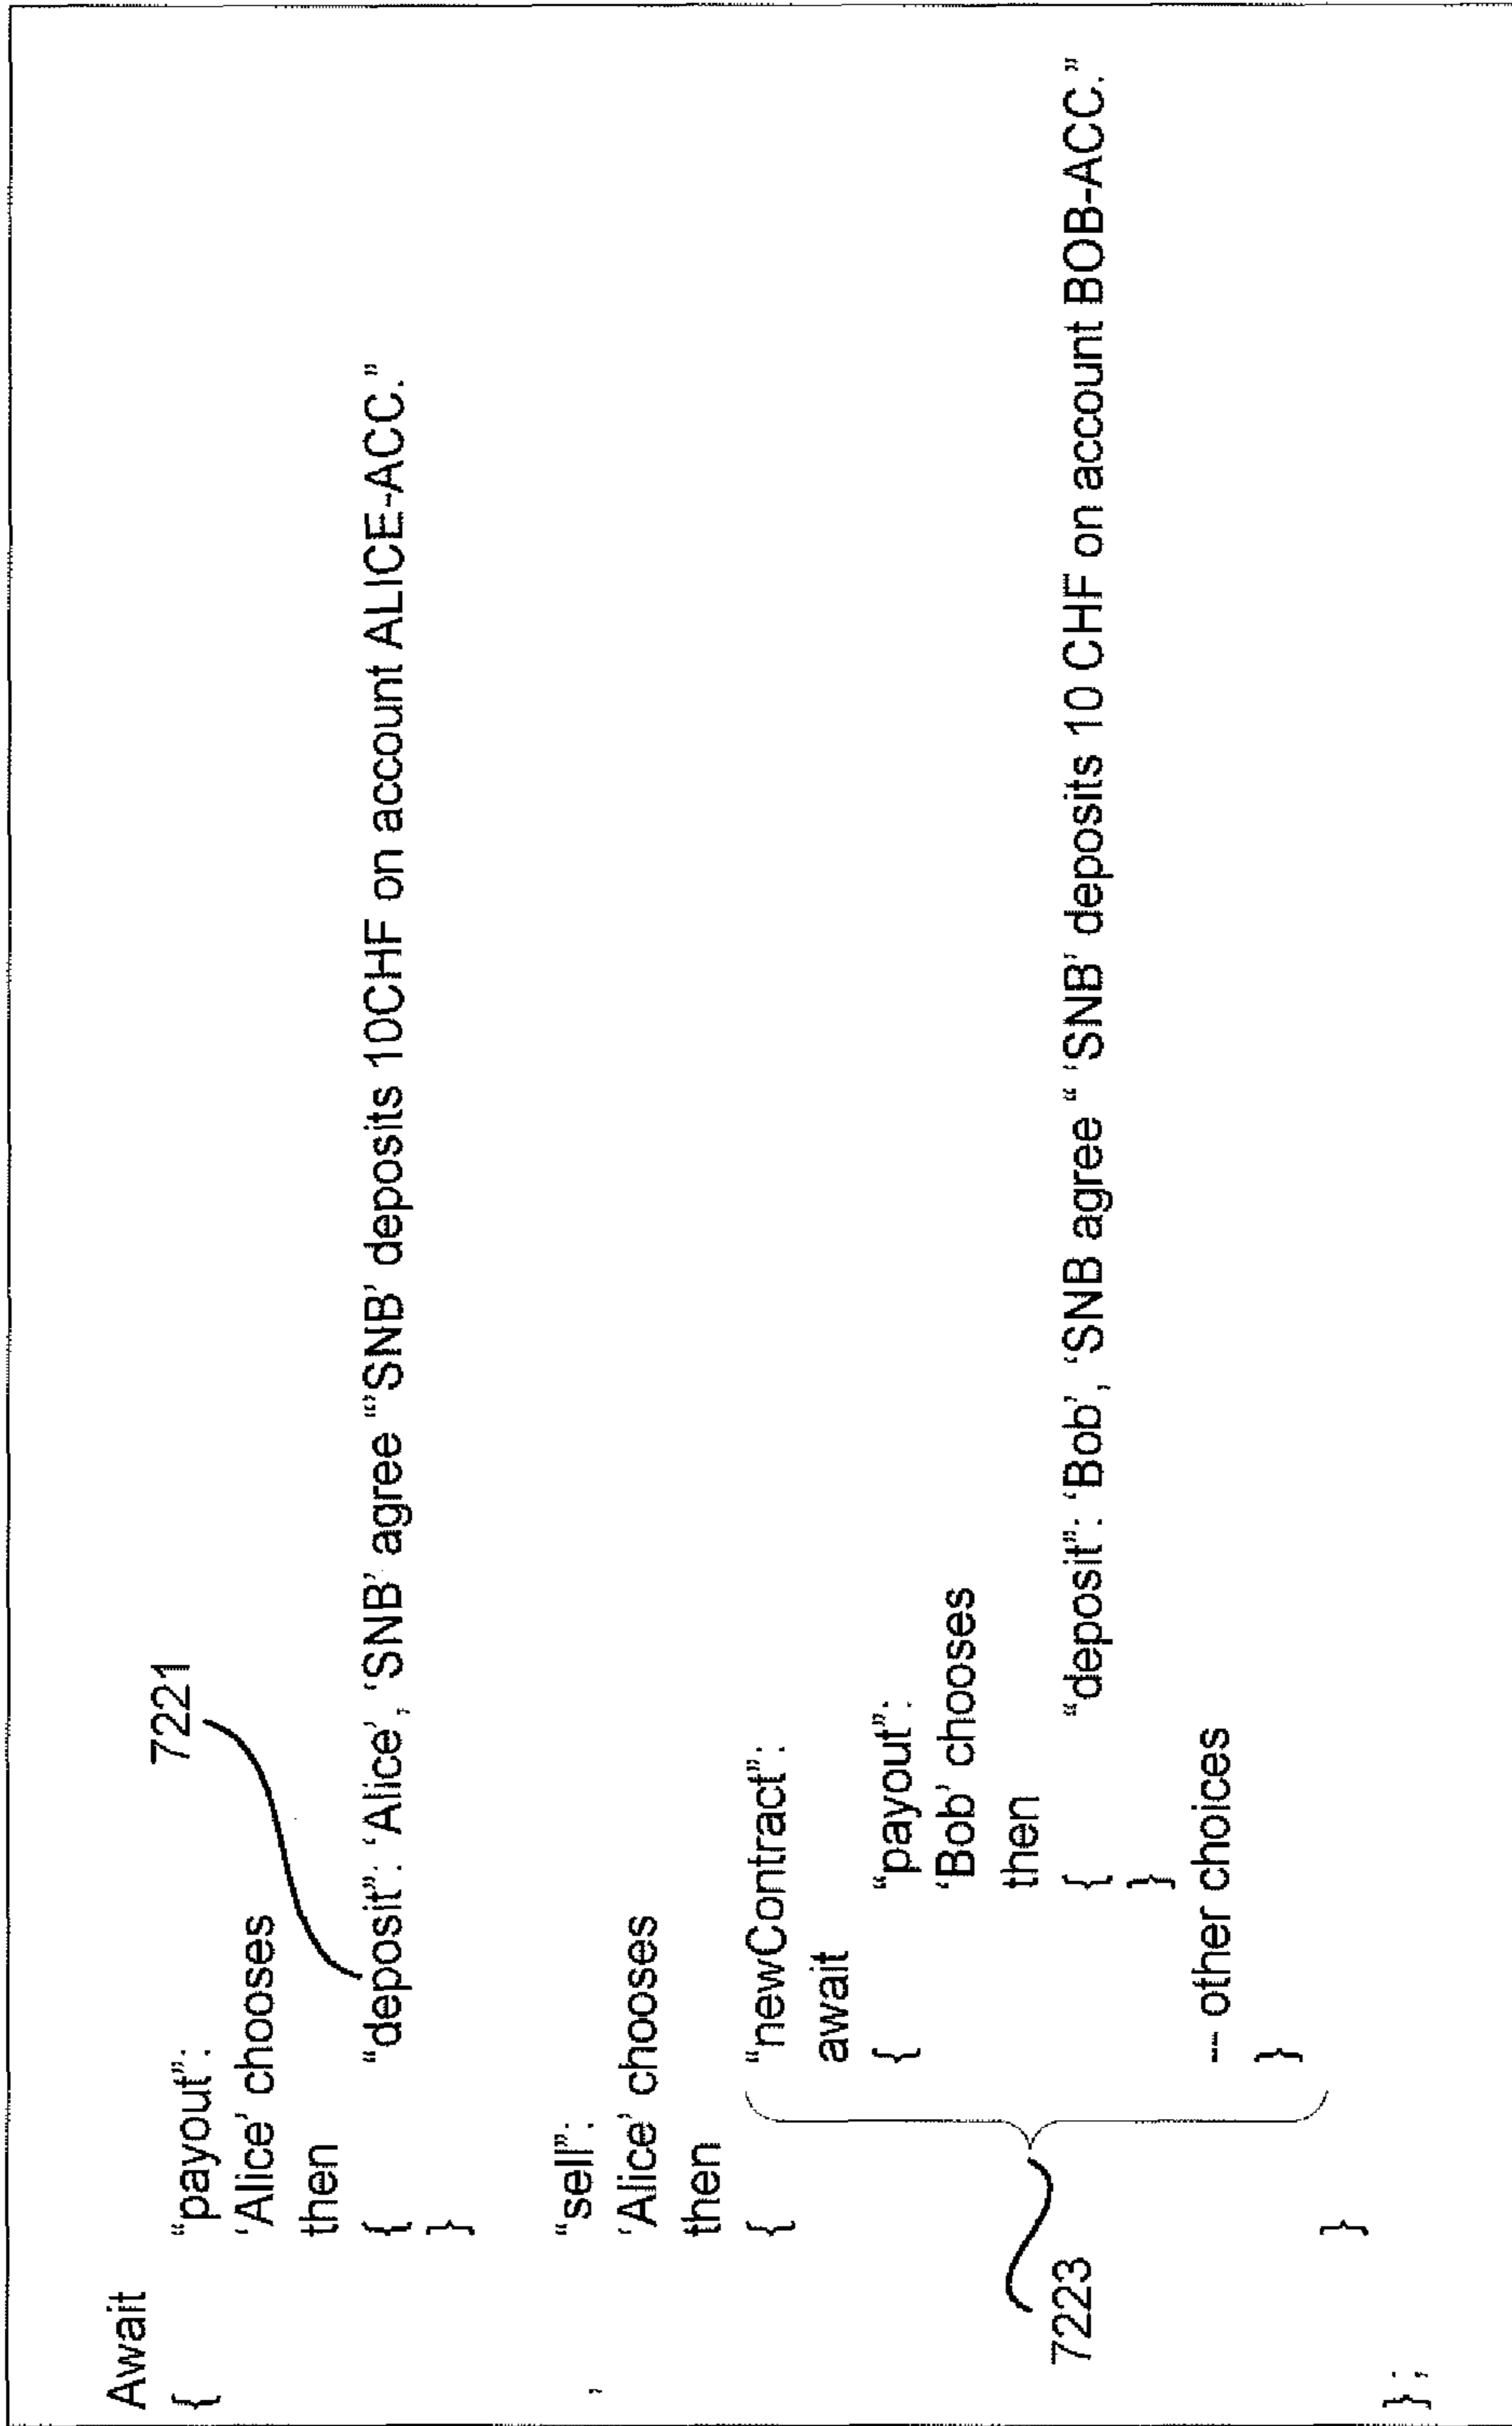 Await
7221
{ “payout”:
‘Alice’ chooses
then
{ “deposit”: ‘Alice’, ‘SNB’ agree “‘SNB’ deposits 10CHF on account ALICE-ACC.”
}
, “sell”:
‘Alice’ chooses
then
{ “newContract”:
await
{ “payout”:
‘Bob’ chooses
then
7223
{ “deposit”: ‘Bob’, ‘SNB agree “ ‘SNB’ deposits 10 CHF on account BOB-ACC.”
}
-- other choices
}
}
};